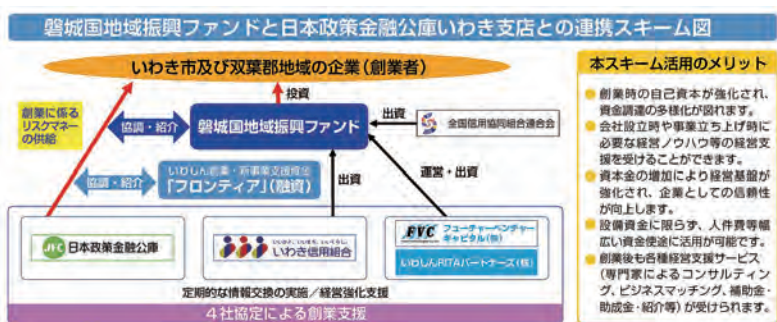 磐城国地域振興ファンドと日本政策金融公庫いわき支店との連携スキーム図
いわき市及び双葉郡地域の企業（創業者）
投資
創業に係る
リスクマネー
の供給
協調・紹介
磐城国地域振興ファンド
出資
全国信用協同組合連合会
協調・紹介
いわしん創業・新事業支援資金
「フロンティア」（融資）
出資
運営・出資
JFC 日本政策金融公庫
いわき信用組合
FVC フューチャーベンチャー
キャピタル(株)
いわしんRITAパートナーズ(株)
定期的な情報交換の実施／経営強化支援
4社協定による創業支援
本スキーム活用のメリット
創業時の自己資本が強化され、
資金調達の多様化が図れます。
会社設立時や事業立ち上げ時に
必要な経営ノウハウ等の経営支
援を受けることができます。
資本金の増加により経営基盤が
強化され、企業としての信頼性
が向上します。
設備資金に限らず、人件費等幅
広い資金使途に活用が可能です。
創業後も各種経営支援サービス
（専門家によるコンサルティン
グ、ビジネスマッチング、補助金・
助成金・紹介等）が受けられます。